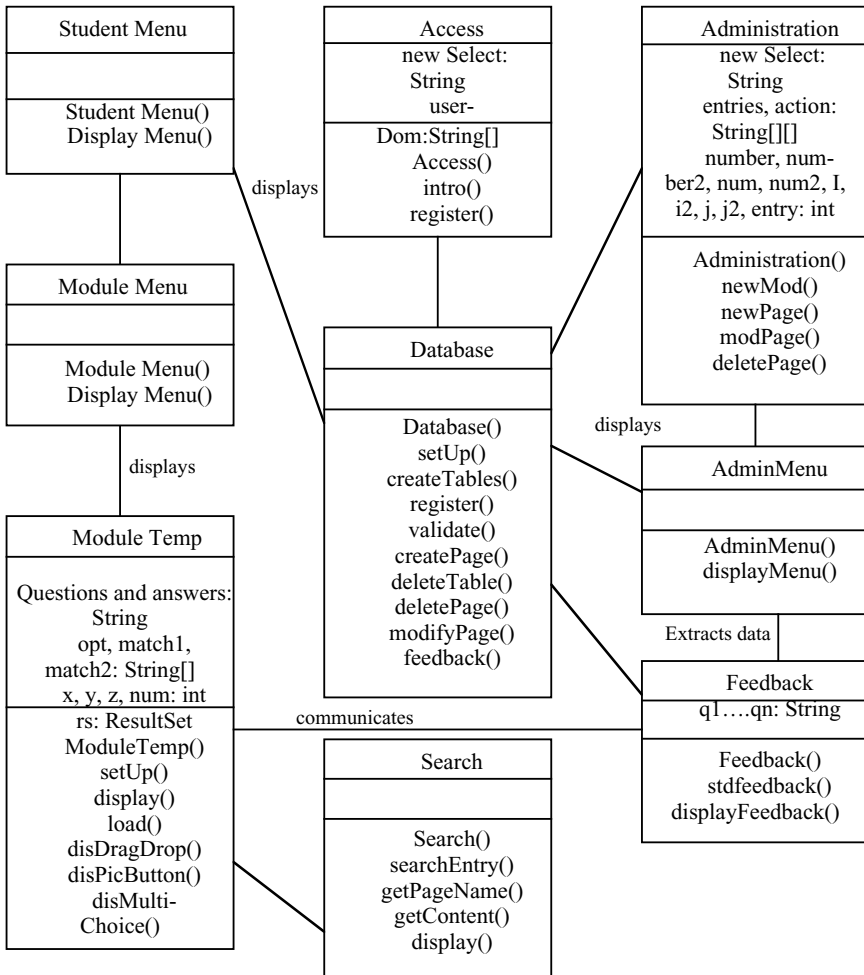 Student Menu
Student Menu()
Display Menu()
displays
Access
new Select:
String
user-
Dom:String[]
Access()
intro()
register()
Administration
new Select:
String
entries, action:
String[][]
number, num-
ber2, num, num2, I,
i2, j, j2, entry: int
Administration()
newMod()
newPage()
modPage()
deletePage()
Module Menu
Module Menu()
Display Menu()
displays
Database
Database()
setUp()
createTables()
register()
validate()
createPage()
deleteTable()
deletePage()
modifyPage()
feedback()
displays
AdminMenu
AdminMenu()
displayMenu()
Extracts data
Module Temp
Questions and answers:
String
opt, match1,
match2: String[]
x, y, z, num: int
rs: ResultSet
ModuleTemp()
setUp()
display()
load()
disDragDrop()
disPicButton()
disMulti-
Choice()
communicates
Feedback
q1….qn: String
Feedback()
stdfeedback()
displayFeedback()
Search
Search()
searchEntry()
getPageName()
getContent()
display()